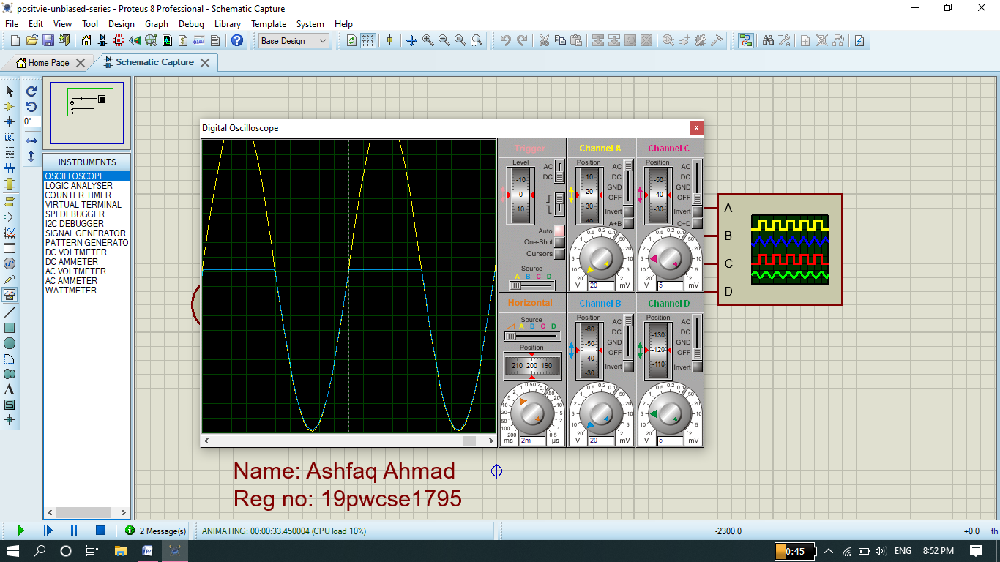 positvie-unbiased-series - Proteus 8 Professional - Schematic Capture
File Edit View Tool Design Graph Debug Library Template System Help
Base Design
Home Page Schematic Capture
0°
INSTRUMENTS
OSCILLOSCOPE
LOGIC ANALYSER
COUNTER TIMER
VIRTUAL TERMINAL
SPI DEBUGGER
I2C DEBUGGER
SIGNAL GENERATOR
PATTERN GENERATO
DC VOLTMETER
DC AMMETER
AC VOLTMETER
AC AMMETER
WATTMETER
Digital Oscilloscope
Trigger
Level
AC
DC
-10
0
10
Auto
One-Shot
Cursors
Source
A B C D
Channel A
Position
AC
DC
GND
OFF
10
20
30
40
Invert
A+B
V 20 mV
Channel C
Position
AC
DC
GND
OFF
-50
-40
-30
Invert
C+D
V 5 mV
Horizontal
Source
A B C D
Position
210 200 190
ms 2m µs
Channel B
Position
AC
DC
GND
OFF
-60
-50
-40
-30
Invert
V 20 mV
Channel D
Position
AC
DC
GND
OFF
-130
-120
-110
Invert
V 5 mV
A
B
C
D
Name: Ashfaq Ahmad
Reg no: 19pwcse1795
2 Message(s) ANIMATING: 00:00:33.450004 (CPU load 10%) -2300.0 +0.0 th
0:45 ENG 8:52 PM